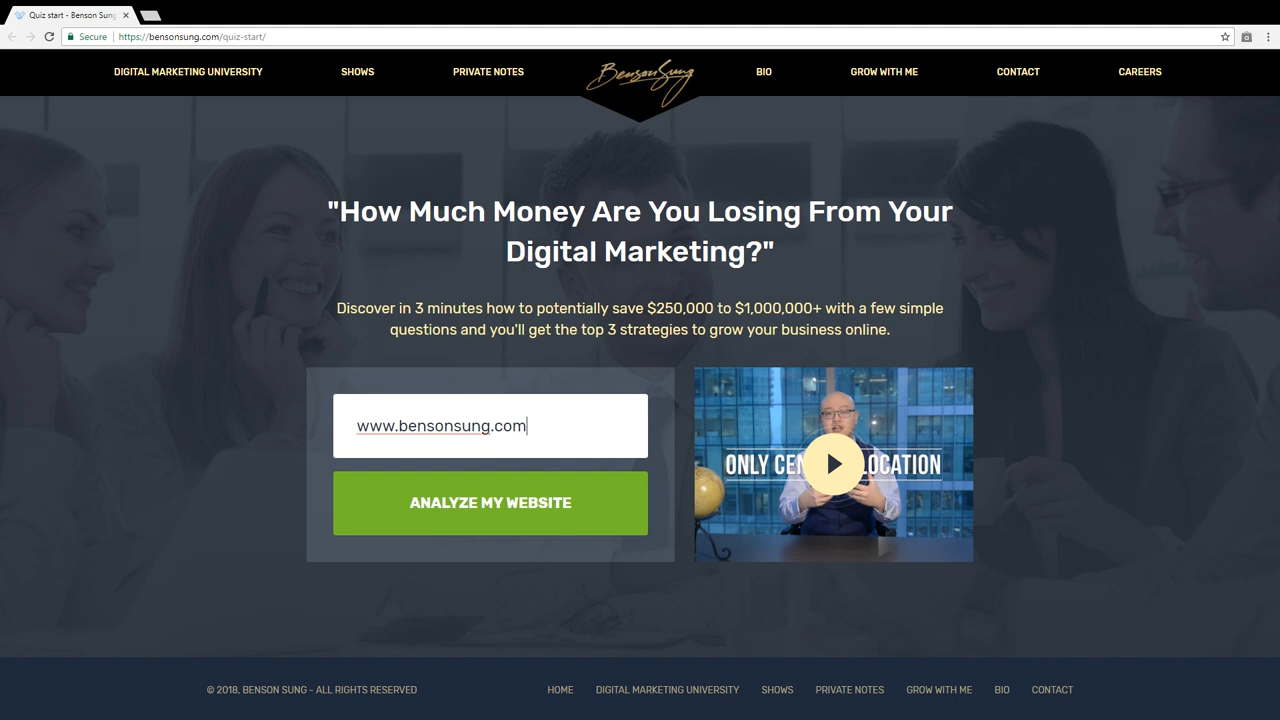 Quiz start - Benson Sung
Secure
https://bensonsung.com/quiz-start/
DIGITAL MARKETING UNIVERSITY SHOWS PRIVATE NOTES Benson Sung BIO GROW WITH ME CONTACT CAREERS
"How Much Money Are You Losing From Your
Digital Marketing?"
Discover in 3 minutes how to potentially save $250,000 to $1,000,000+ with a few simple
questions and you'll get the top 3 strategies to grow your business online.
www.bensonsung.com
ANALYZE MY WEBSITE
ONLY CEN LOCATION
© 2018, BENSON SUNG - ALL RIGHTS RESERVED HOME DIGITAL MARKETING UNIVERSITY SHOWS PRIVATE NOTES GROW WITH ME BIO CONTACT